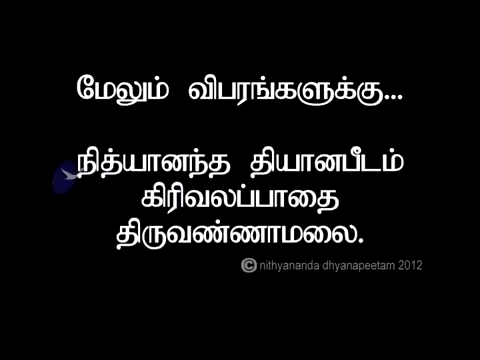 மேலும் விபரங்களுக்கு...
நித்யானந்த தியானபீடம்
கிரிவலப்பாதை
திருவண்ணாமலை.
© nithyananda dhyanapeetam 2012